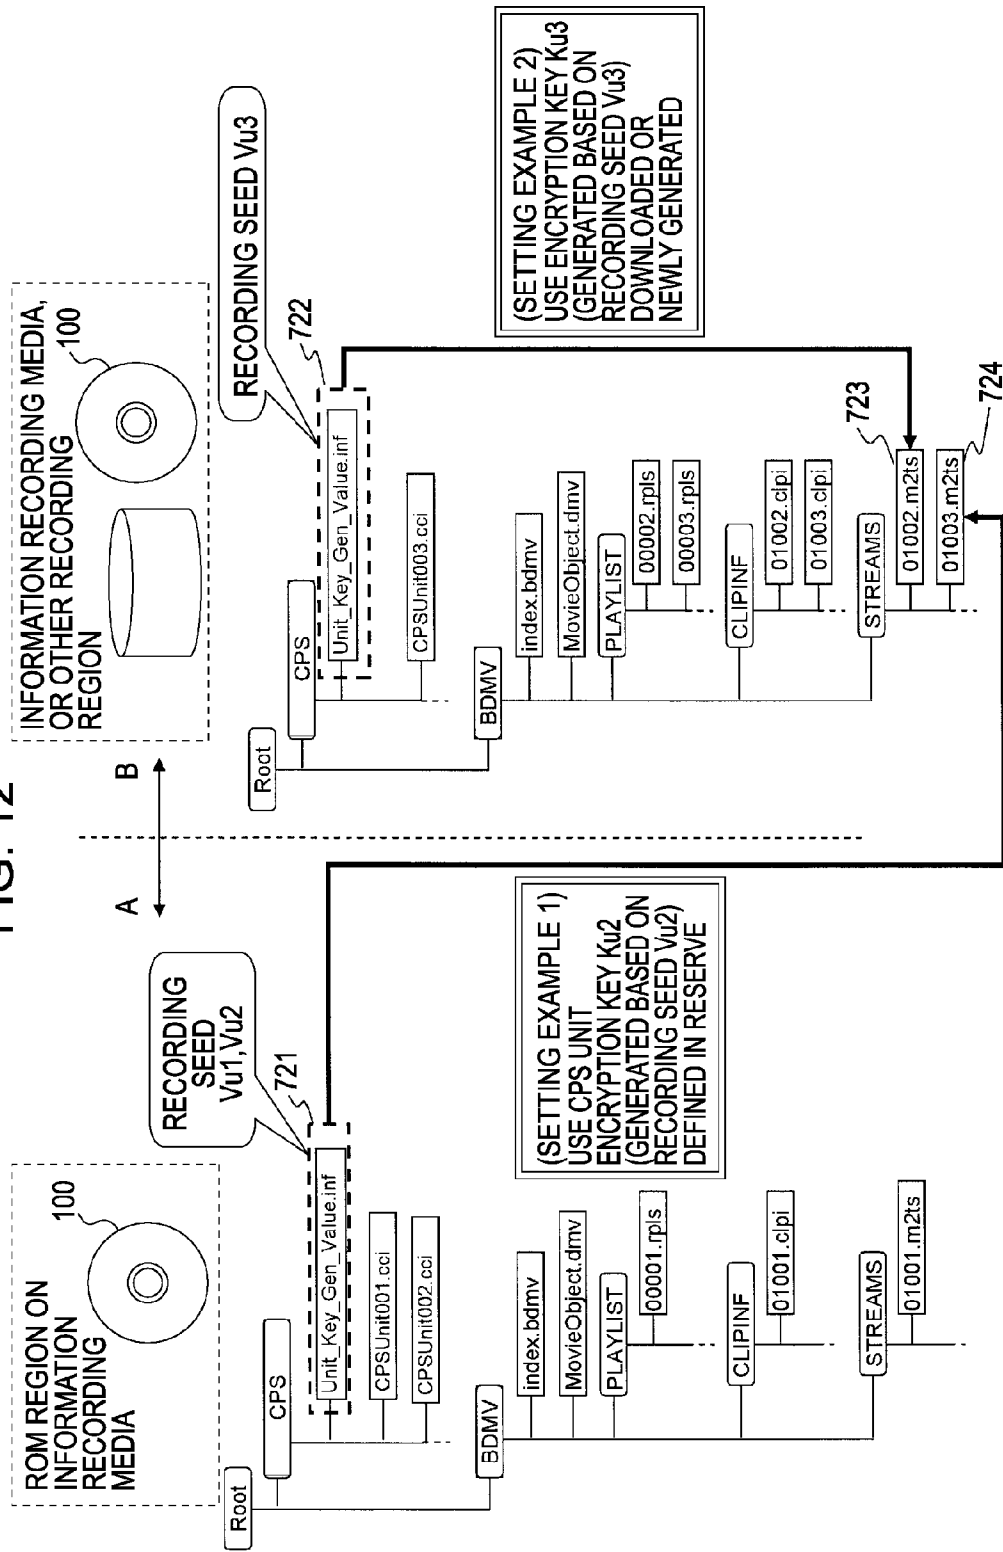 FIG. 12
A
B
ROM REGION ON
INFORMATION
RECORDING
MEDIA
100
RECORDING
SEED
Vu1,Vu2
721
Root
CPS
Unit_Key_Gen_Value.inf
CPSUnit001.cci
CPSUnit002.cci
BDMV
index.bdmv
MovieObject.dmv
PLAYLIST
00001.rpls
CLIPINF
01001.clpi
STREAMS
01001.m2ts
(SETTING EXAMPLE 1)
USE CPS UNIT
ENCRYPTION KEY Ku2
(GENERATED BASED ON
RECORDING SEED Vu2)
DEFINED IN RESERVE
INFORMATION RECORDING MEDIA,
OR OTHER RECORDING
REGION
100
RECORDING SEED Vu3
722
Root
CPS
Unit_Key_Gen_Value.inf
CPSUnit003.cci
BDMV
index.bdmv
MovieObject.dmv
PLAYLIST
00002.rpls
00003.rpls
CLIPINF
01002.clpi
01003.clpi
STREAMS
01002.m2ts
01003.m2ts
723
724
(SETTING EXAMPLE 2)
USE ENCRYPTION KEY Ku3
(GENERATED BASED ON
RECORDING SEED Vu3)
DOWNLOADED OR
NEWLY GENERATED